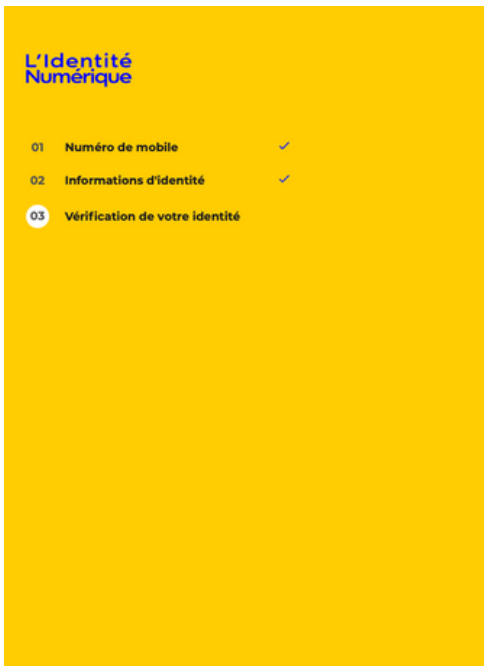 L'Identité
Numérique
01 Numéro de mobile ✓
02 Informations d'identité ✓
03 Vérification de votre identité